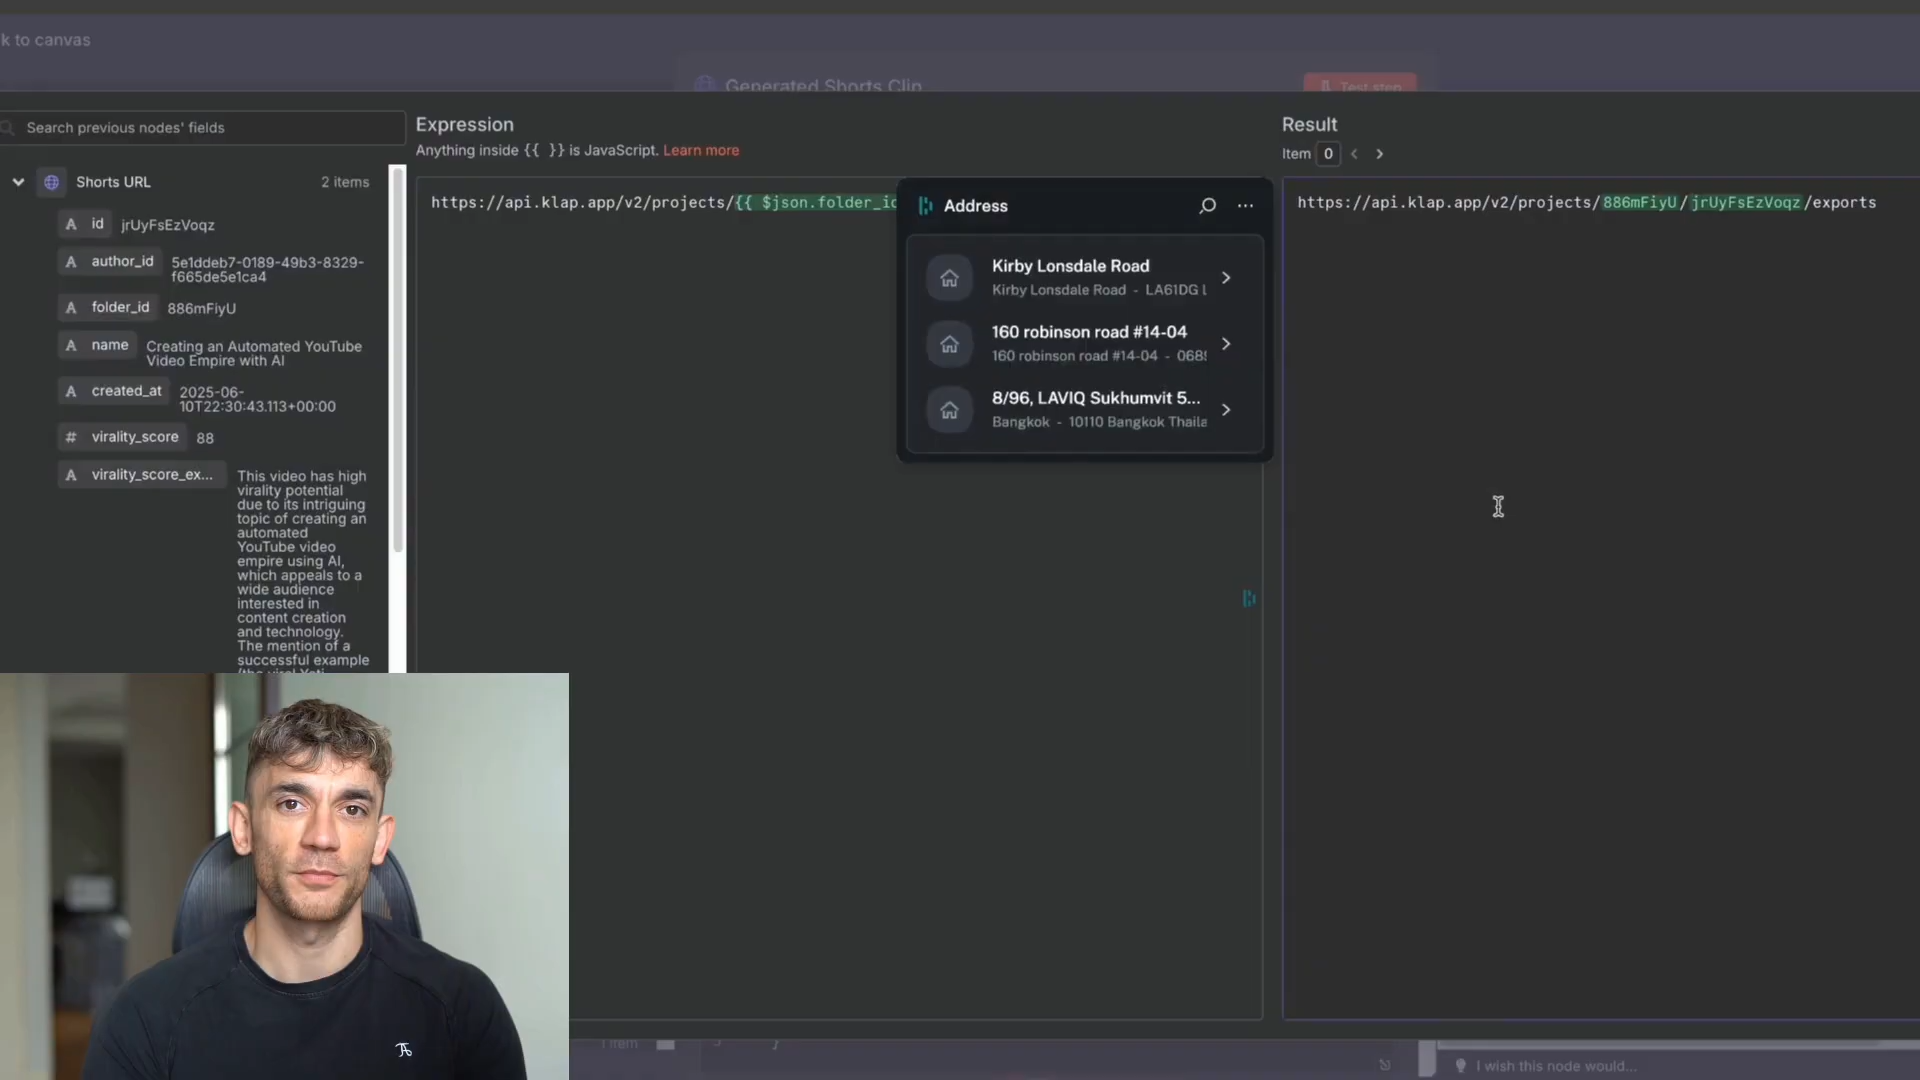 k to canvas
Generated Shorts Clip
Test step
Search previous nodes' fields
Shorts URL
2 items
A id jrUyFsEzVoqz
A author_id 5e1ddeb7-0189-49b3-8329-
f665de5e1ca4
A folder_id 886mFiyU
A name Creating an Automated YouTube
Video Empire with AI
A created_at 2025-06-
10T22:30:43.113+00:00
# virality_score 88
A virality_score_ex...
This video has high
virality potential
due to its intriguing
topic of creating an
automated
YouTube video
empire using AI,
which appeals to a
wide audience
interested in
content creation
and technology.
The mention of a
successful example
Expression
Anything inside {{ }} is JavaScript. Learn more
https://api.klap.app/v2/projects/{{ $json.folder_id
Address
Kirby Lonsdale Road
Kirby Lonsdale Road - LA61DG
160 robinson road #14-04
160 robinson road #14-04 - 068
8/96, LAVIQ Sukhumvit 5...
Bangkok - 10110 Bangkok Thaila
Result
Item 0 < >
https://api.klap.app/v2/projects/886mFiyU/jrUyFsEzVoqz/exports
1 item
}
I wish this node would...